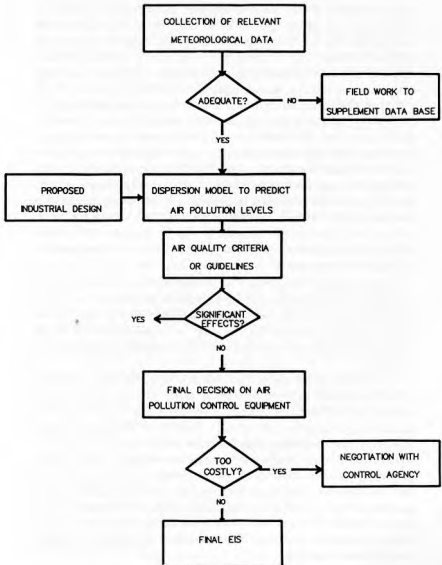 COLLECTION OF RELEVANT
METEOROLOGICAL DATA
ADEQUATE?
NO
FIELD WORK TO
SUPPLEMENT DATA BASE
YES
PROPOSED
INDUSTRIAL DESIGN
DISPERSION MODEL TO PREDICT
AIR POLLUTION LEVELS
AIR QUALITY CRITERIA
OR GUIDELINES
YES
SIGNIFICANT
EFFECTS?
NO
FINAL DECISION ON AIR
POLLUTION CONTROL EQUIPMENT
TOO
COSTLY?
YES
NEGOTIATION WITH
CONTROL AGENCY
NO
FINAL EIS